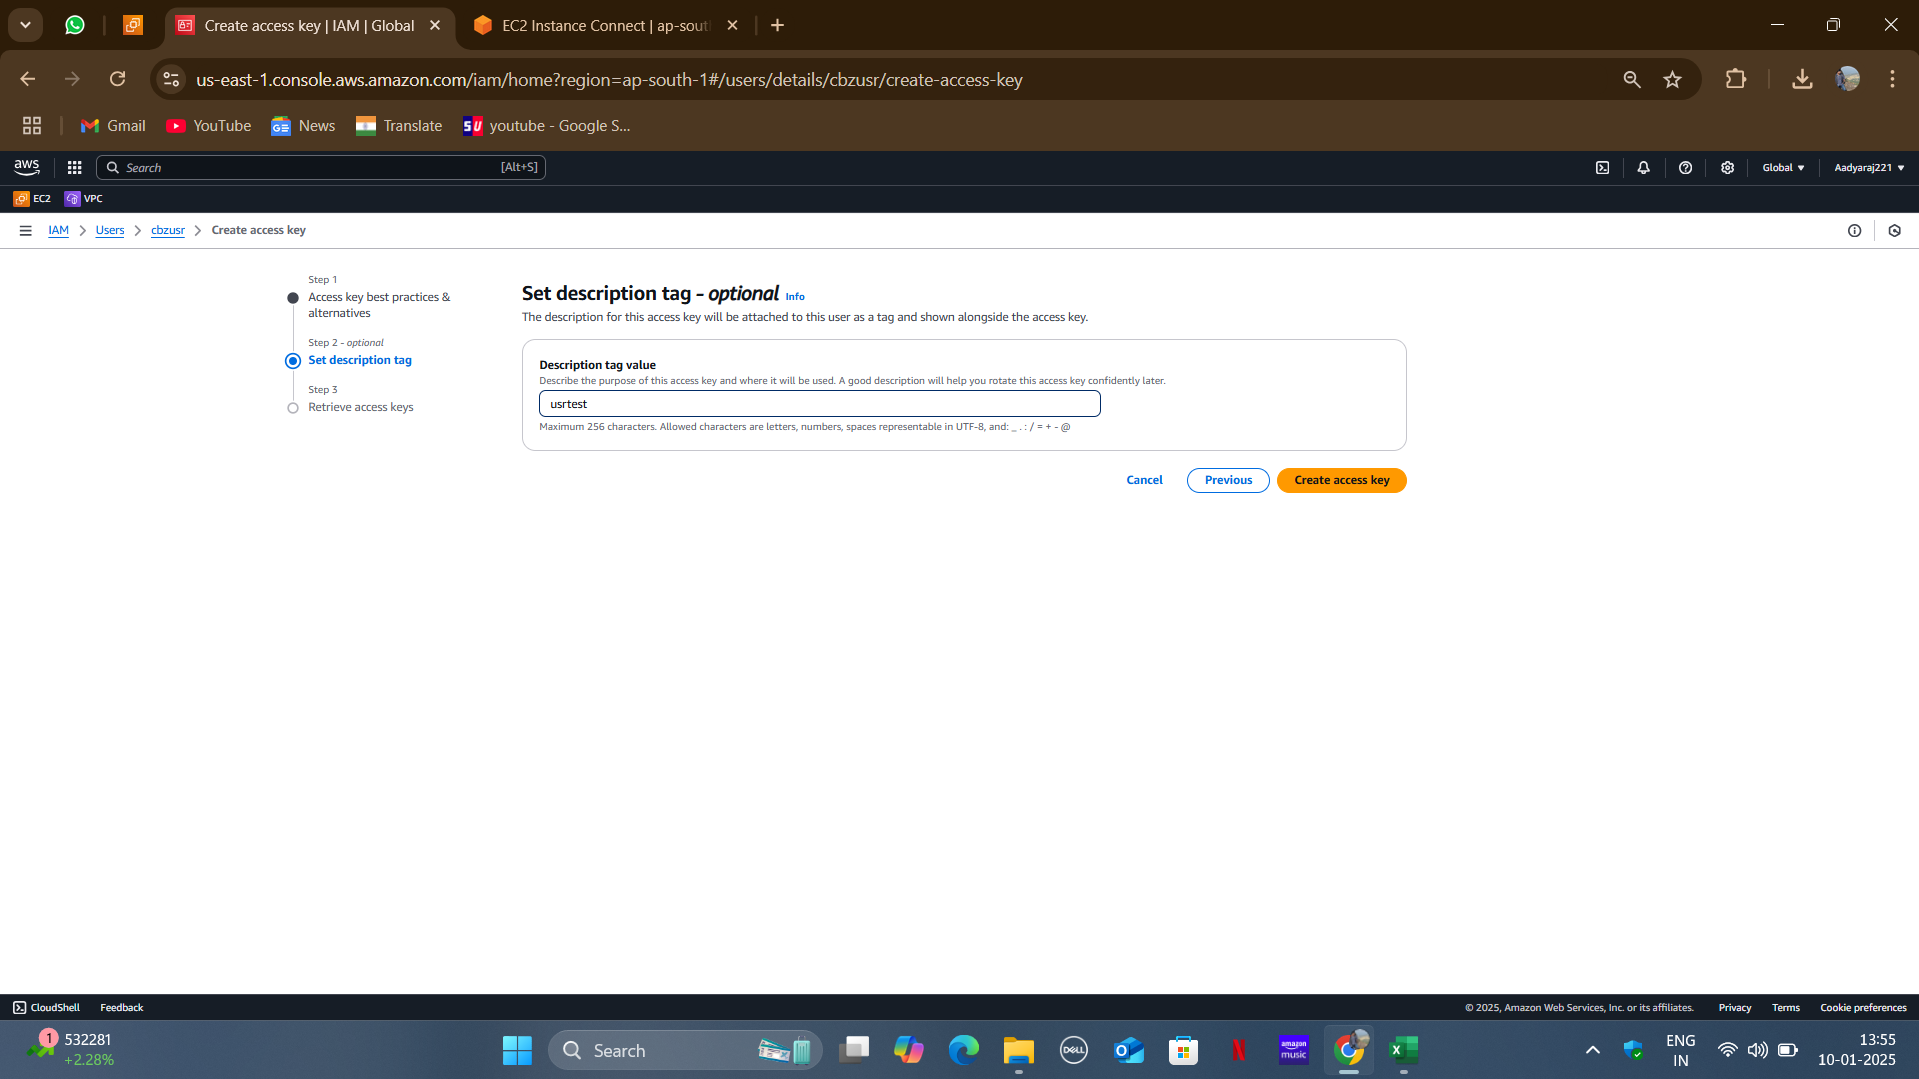 Create access key | IAM | Global
EC2 Instance Connect | ap-sout
us-east-1.console.aws.amazon.com/iam/home?region=ap-south-1#/users/details/cbzusr/create-access-key
Gmail
YouTube
GE
News
Translate
SU
youtube - Google S...
aws
Search
[Alt+S]
Global
Aadyaraj221
EC2
VPC
IAM
Users
cbzusr
Create access key
Step 1
Access key best practices &
alternatives
Step 2 - optional
Set description tag
Step 3
Retrieve access keys
Set description tag - optional Info
The description for this access key will be attached to this user as a tag and shown alongside the access key.
Description tag value
Describe the purpose of this access key and where it will be used. A good description will help you rotate this access key confidently later.
usrtest
Maximum 256 characters. Allowed characters are letters, numbers, spaces representable in UTF-8, and: _ . : / = + - @
Cancel
Previous
Create access key
CloudShell
Feedback
© 2025, Amazon Web Services, Inc. or its affiliates.
Privacy
Terms
Cookie preferences
1
532281
+2.28%
Search
DELL
amazon
music
ENG
IN
13:55
10-01-2025